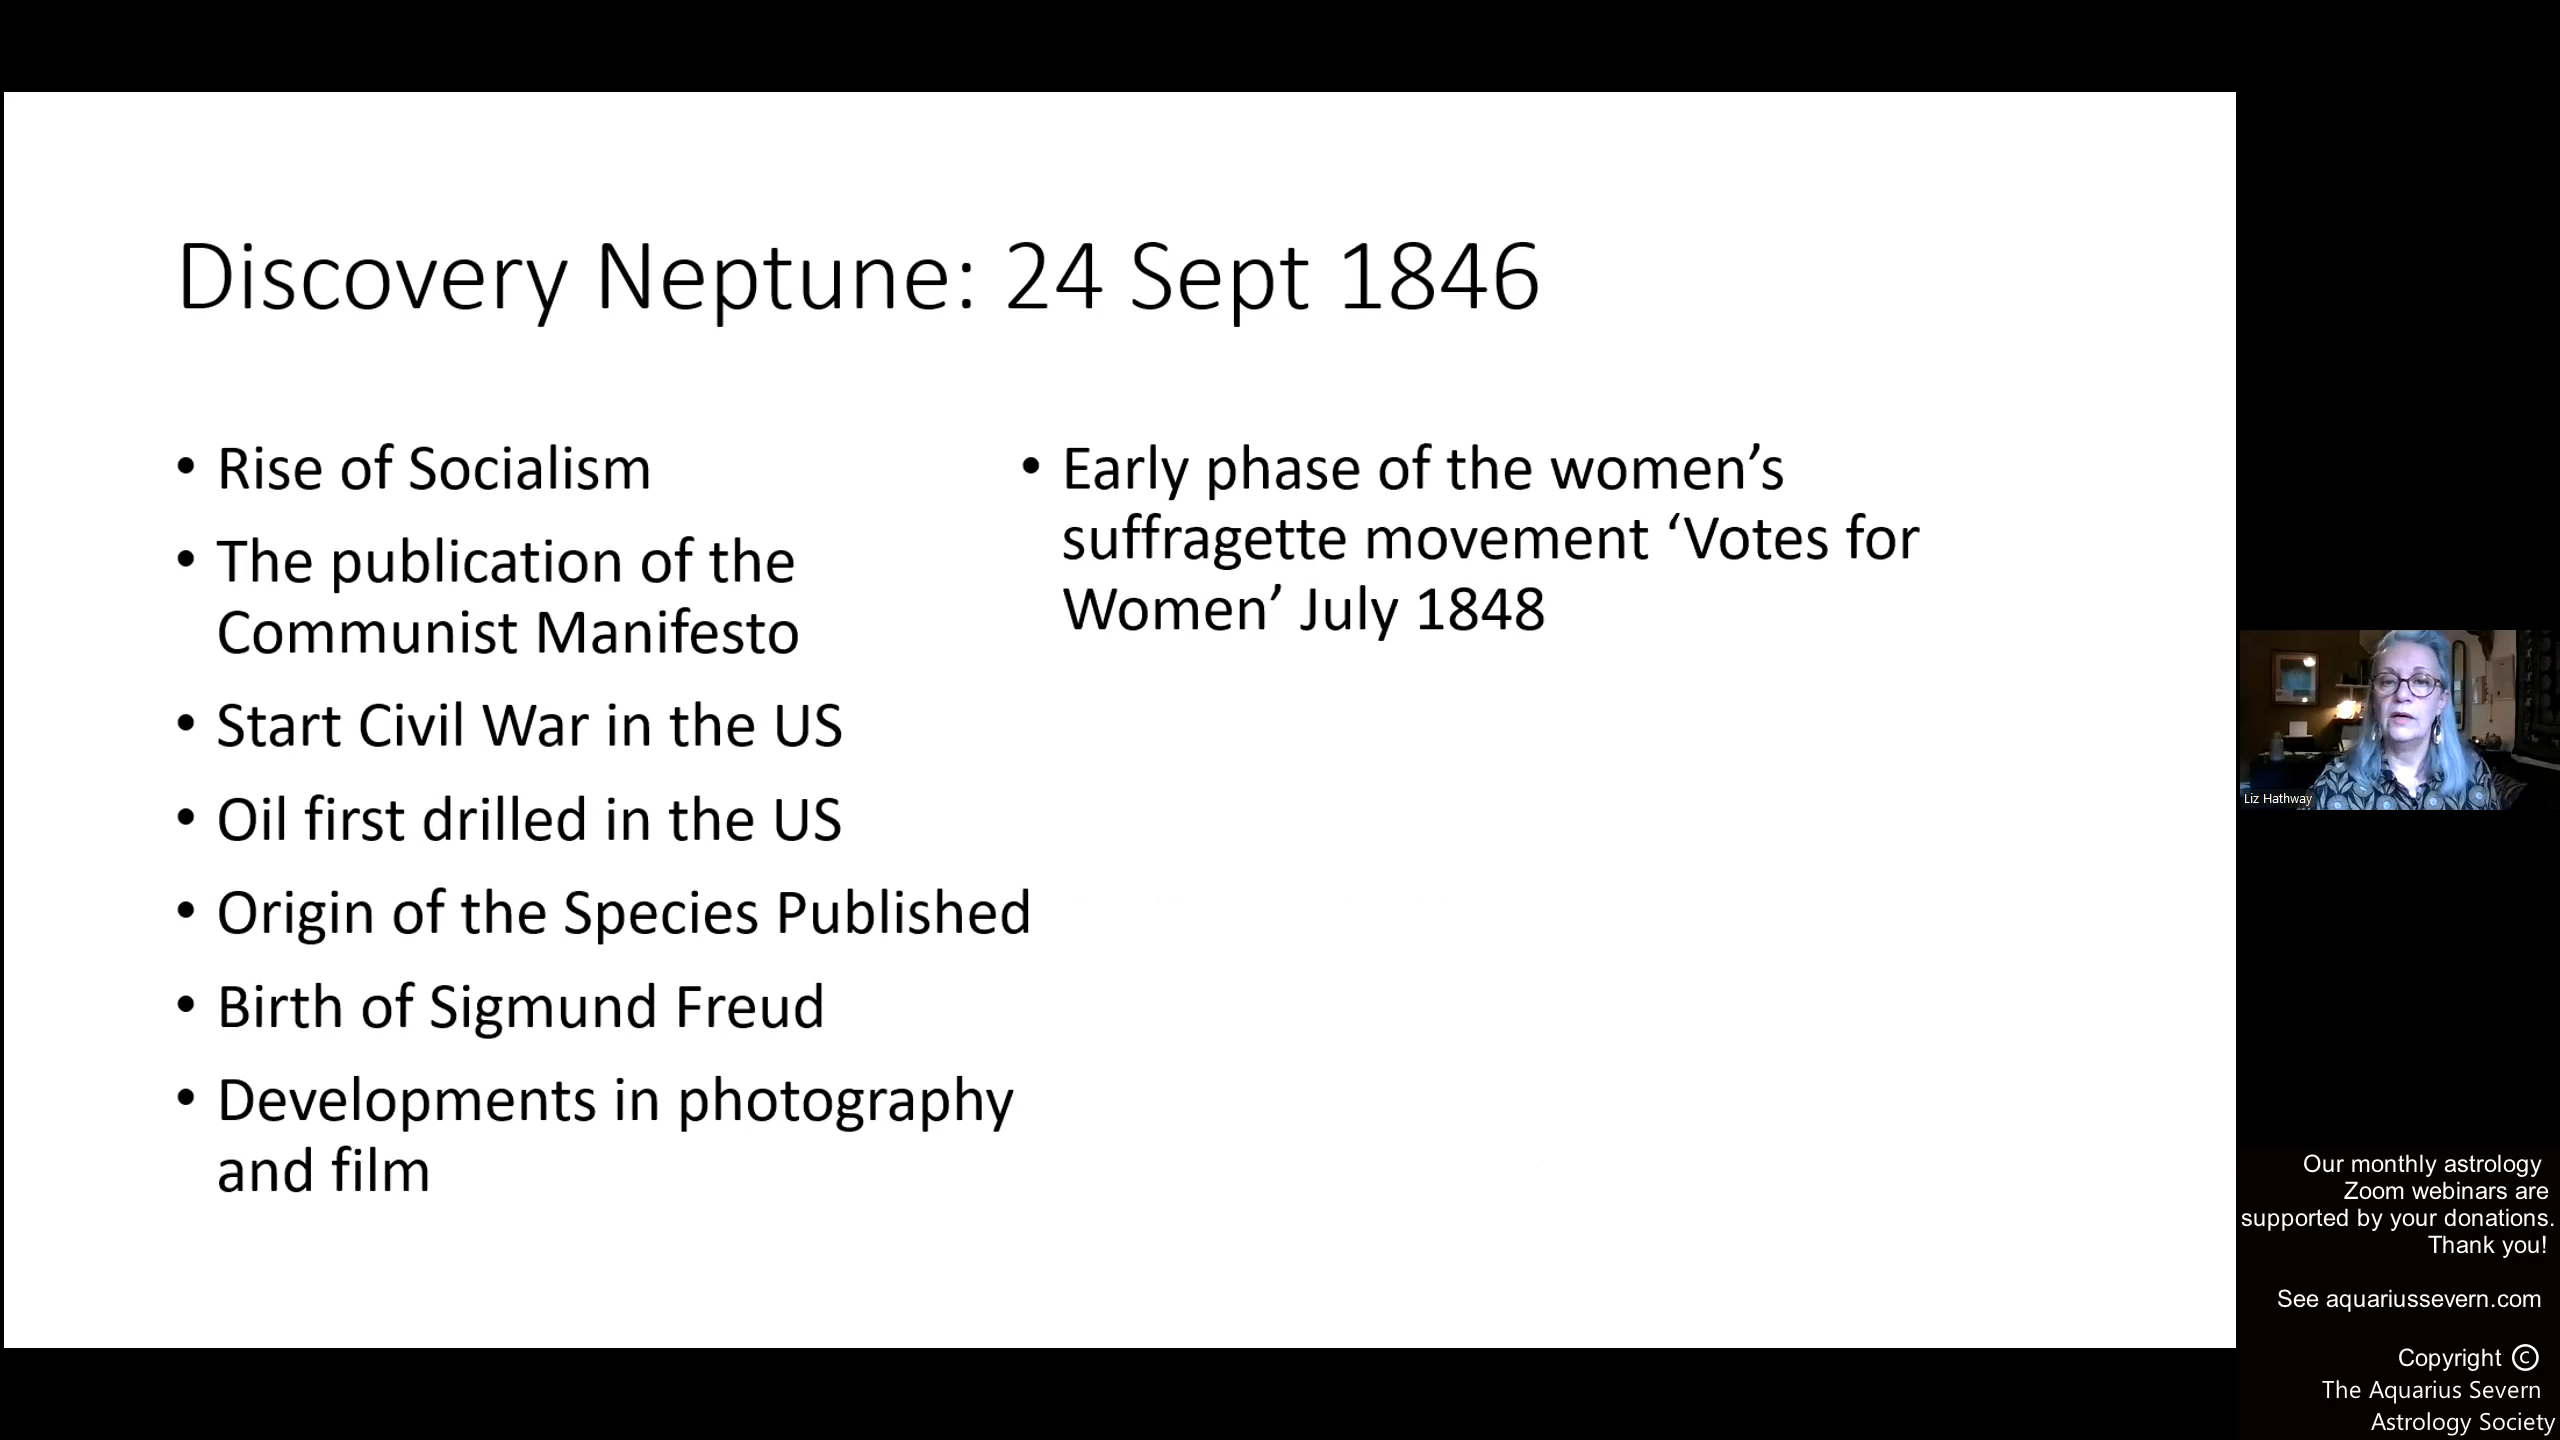 Discovery Neptune: 24 Sept 1846
• Rise of Socialism
• The publication of the
Communist Manifesto
• Start Civil War in the US
• Oil first drilled in the US
• Origin of the Species Published
• Birth of Sigmund Freud
• Developments in photography
and film
• Early phase of the women’s
suffragette movement ‘Votes for
Women’ July 1848
Liz Hathway
Our monthly astrology
Zoom webinars are
supported by your donations.
Thank you!
See aquariussevern.com
Copyright ©
The Aquarius Severn
Astrology Society